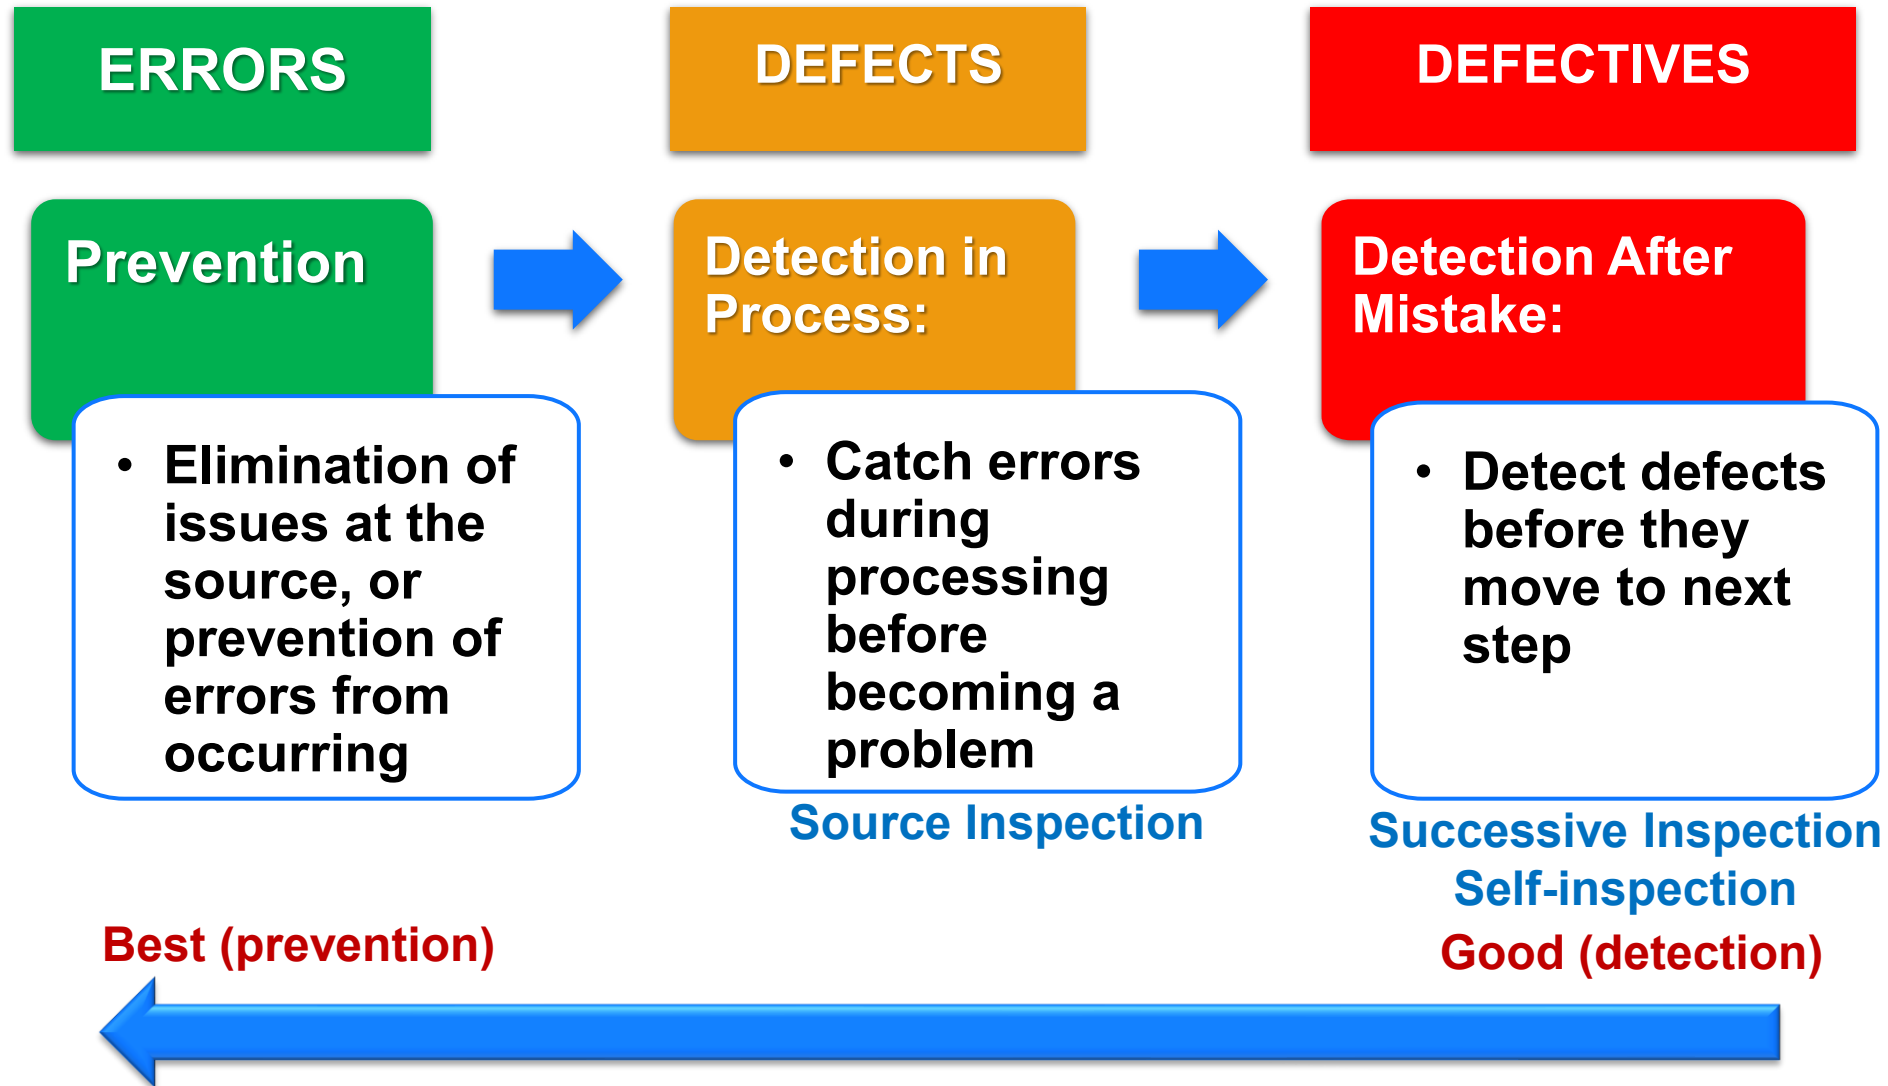 ERRORS
DEFECTS
DEFECTIVES
Prevention
Detection in
Process:
Detection After
Mistake:
• Elimination of
issues at the
source, or
prevention of
errors from
occurring
• Catch errors
during
processing
before
becoming a
problem
• Detect defects
before they
move to next
step
Source Inspection
Successive Inspection
Self-inspection
Best (prevention)
Good (detection)